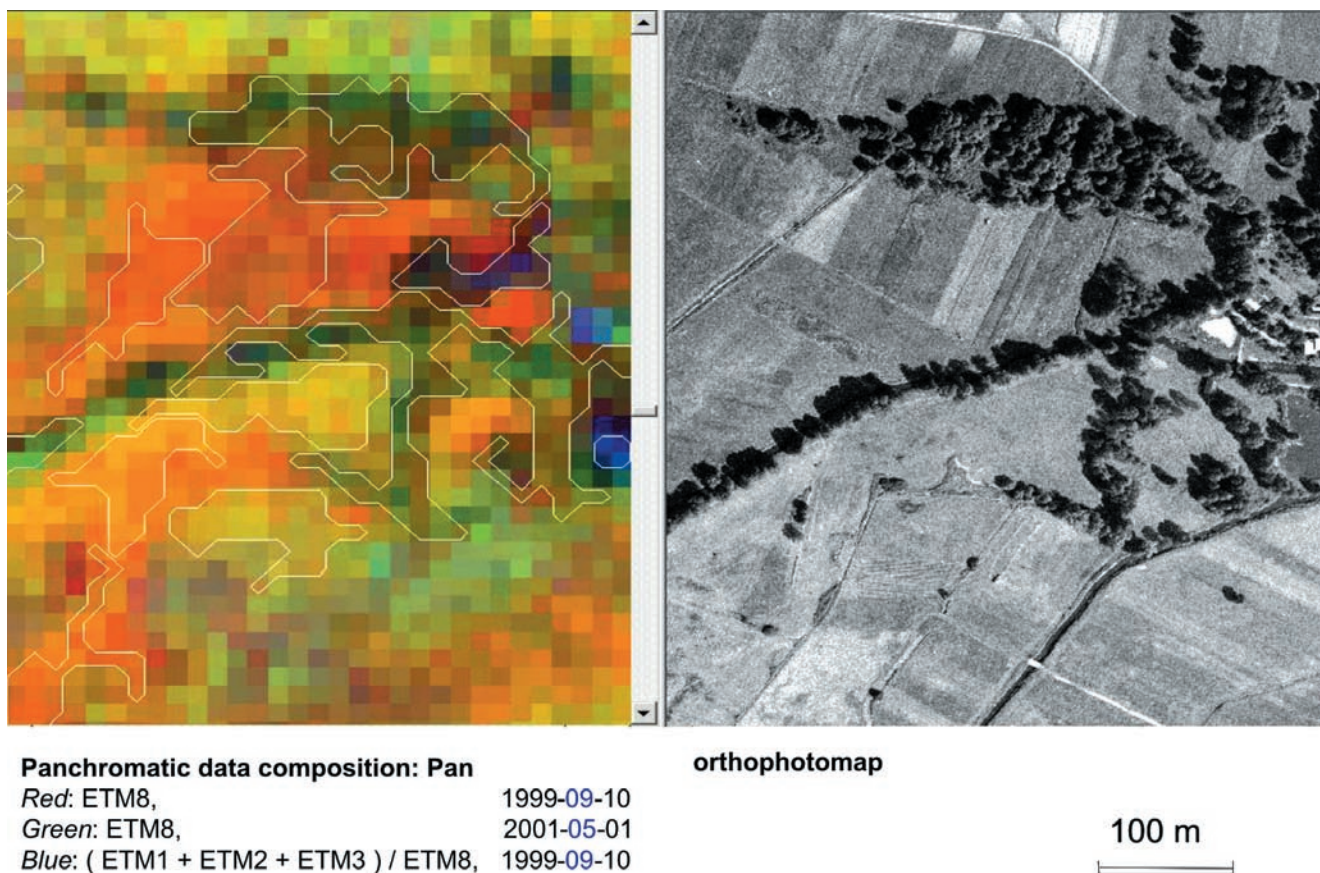 Panchromatic data composition: Pan
Red: ETM8, 1999-09-10
Green: ETM8, 2001-05-01
Blue: ( ETM1 + ETM2 + ETM3 ) / ETM8, 1999-09-10
orthophotomap
100 m